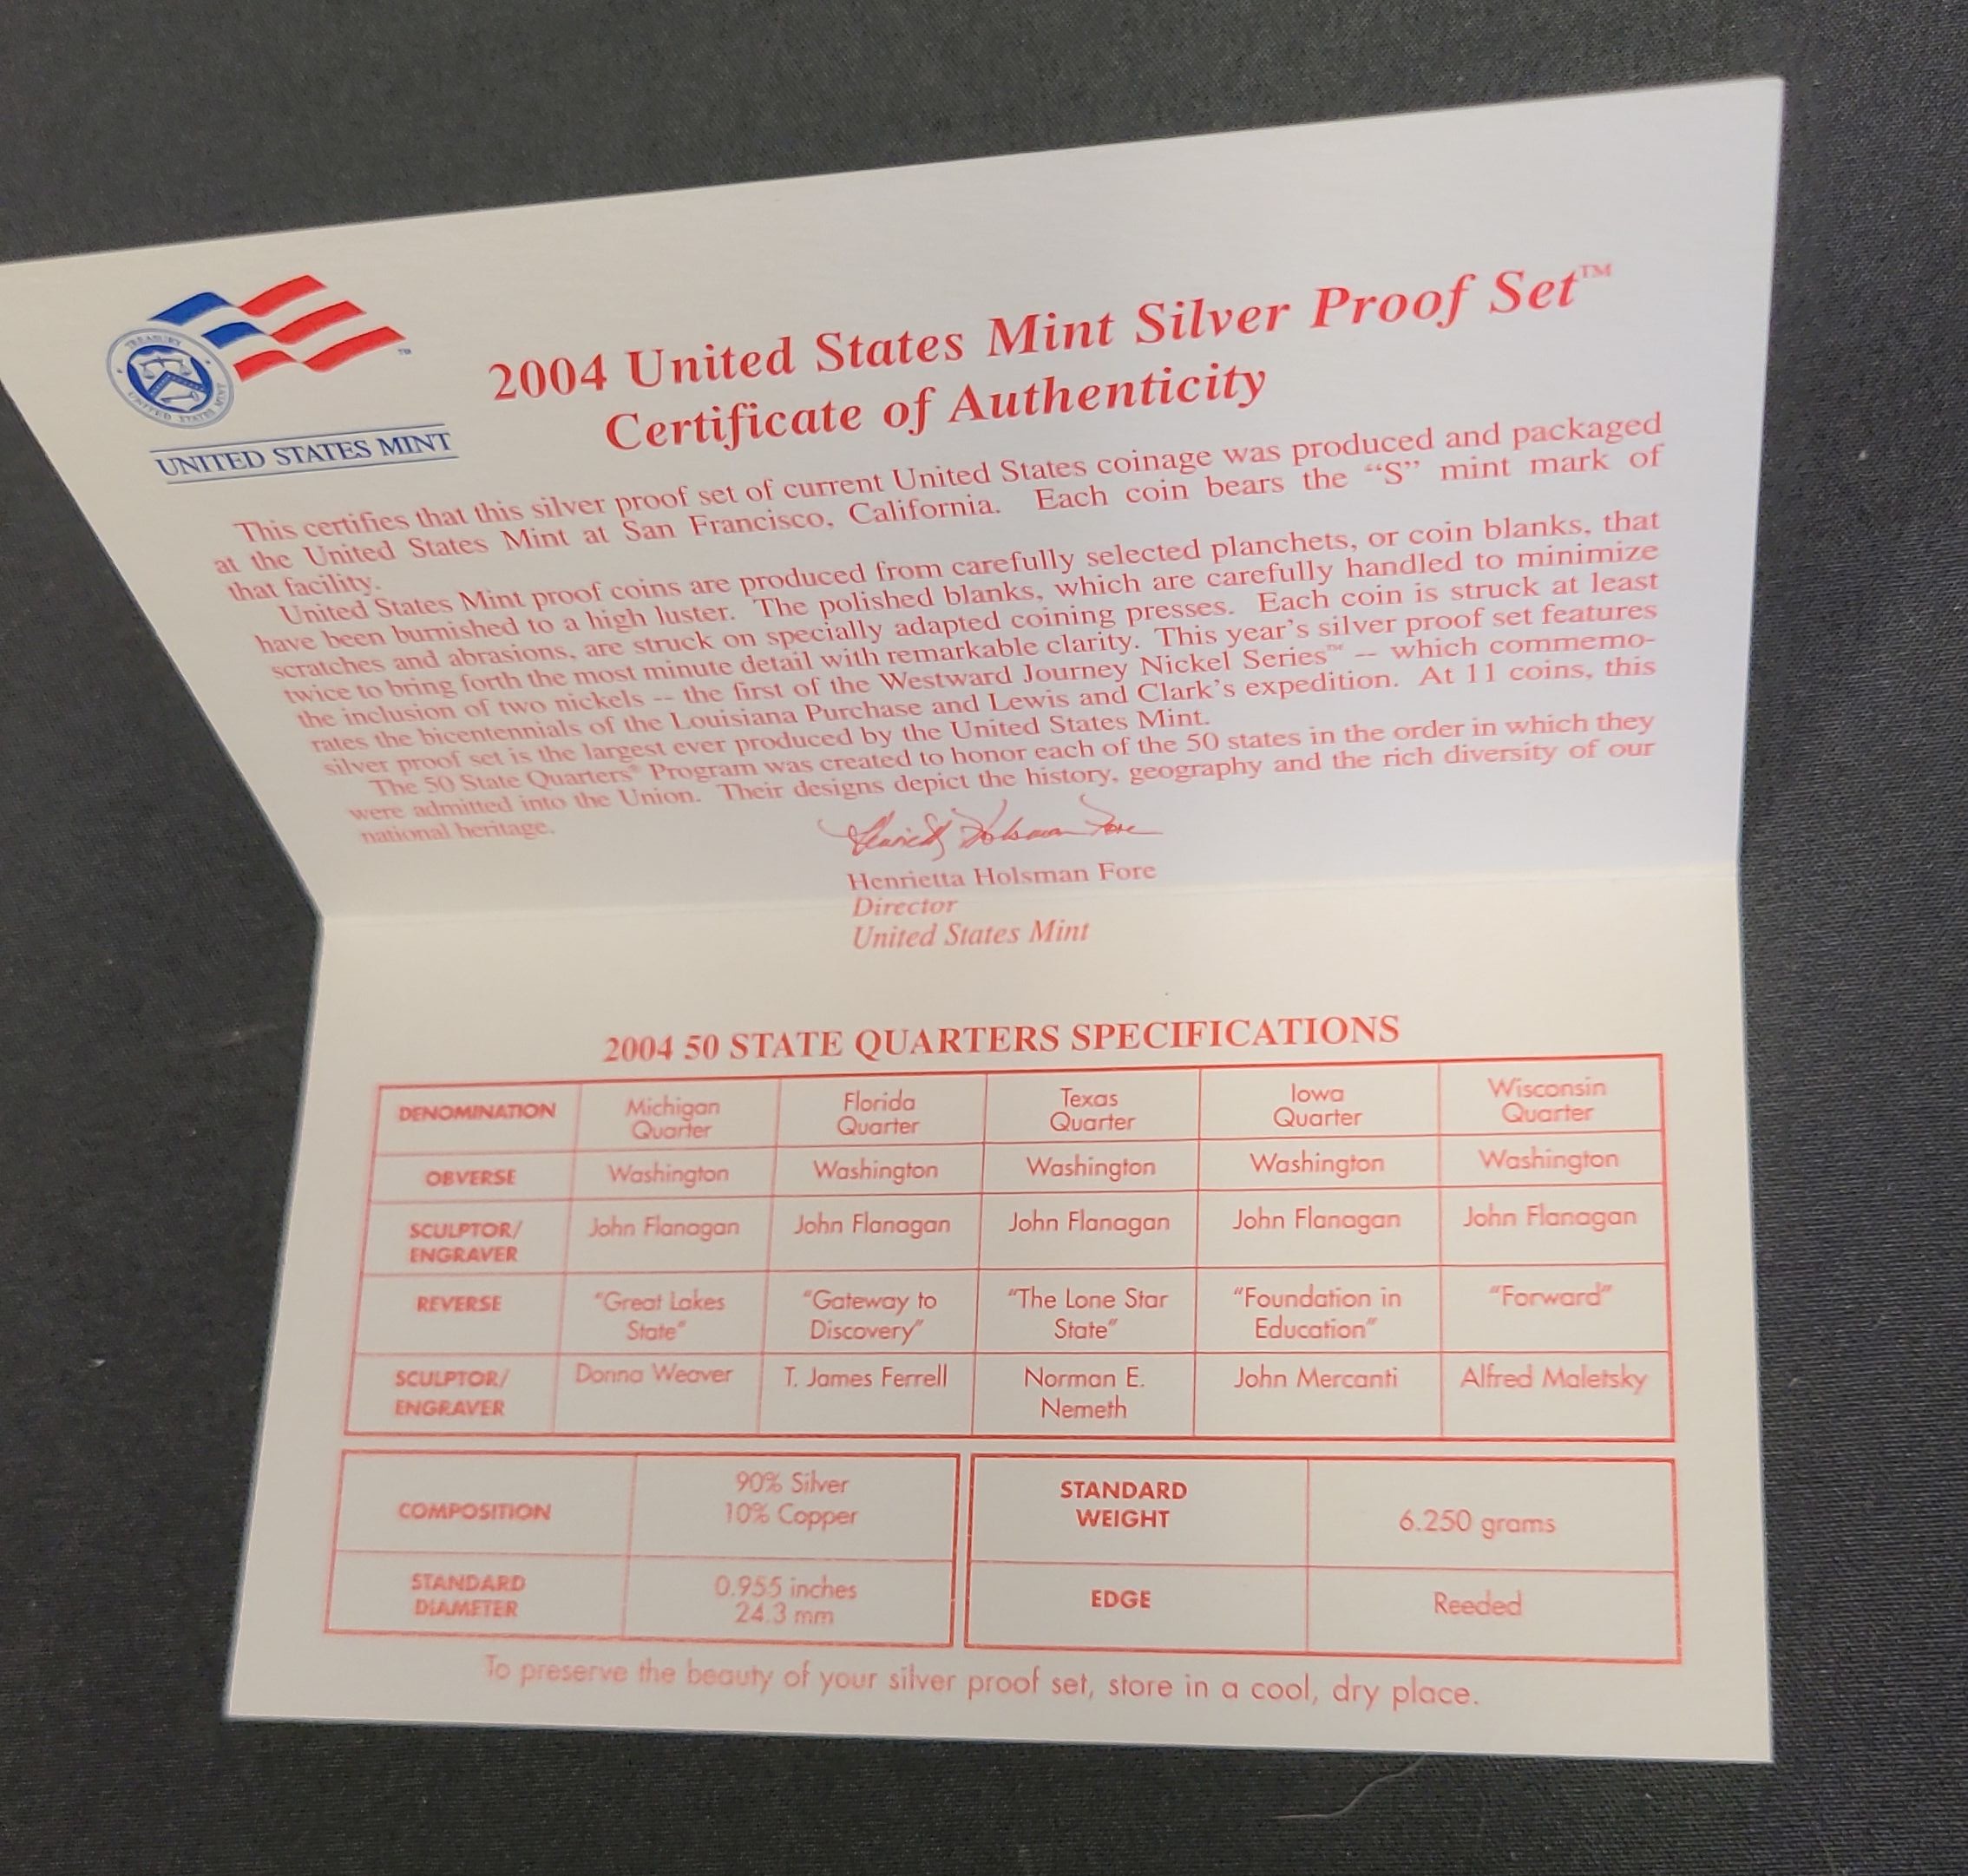 TREASURY
UNITED STATES MINT
TM
UNITED STATES MINT
2004 United States Mint Silver Proof Set™
Certificate of Authenticity
This certifies that this silver proof set of current United States coinage was produced and packaged
at the United States Mint at San Francisco, California. Each coin bears the “S” mint mark of
that facility.
United States Mint proof coins are produced from carefully selected planchets, or coin blanks, that
have been burnished to a high luster. The polished blanks, which are carefully handled to minimize
scratches and abrasions, are struck on specially adapted coining presses. Each coin is struck at least
twice to bring forth the most minute detail with remarkable clarity. This year’s silver proof set features
the inclusion of two nickels -- the first of the Westward Journey Nickel Series™ -- which commemo-
rates the bicentennials of the Louisiana Purchase and Lewis and Clark’s expedition. At 11 coins, this
silver proof set is the largest ever produced by the United States Mint.
The 50 State Quarters® Program was created to honor each of the 50 states in the order in which they
were admitted into the Union. Their designs depict the history, geography and the rich diversity of our
national heritage.
Henrietta Holsman Fore
Henrietta Holsman Fore
Director
United States Mint
2004 50 STATE QUARTERS SPECIFICATIONS
DENOMINATION Michigan Quarter Florida Quarter Texas Quarter Iowa Quarter Wisconsin Quarter
OBVERSE Washington Washington Washington Washington Washington
SCULPTOR/ENGRAVER John Flanagan John Flanagan John Flanagan John Flanagan John Flanagan
REVERSE “Great Lakes State” “Gateway to Discovery” “The Lone Star State” “Foundation in Education” “Forward”
SCULPTOR/ENGRAVER Donna Weaver T. James Ferrell Norman E. Nemeth John Mercanti Alfred Maletsky
COMPOSITION 90% Silver 10% Copper STANDARD WEIGHT 6.250 grams
STANDARD DIAMETER 0.955 inches 24.3 mm EDGE Reeded
To preserve the beauty of your silver proof set, store in a cool, dry place.